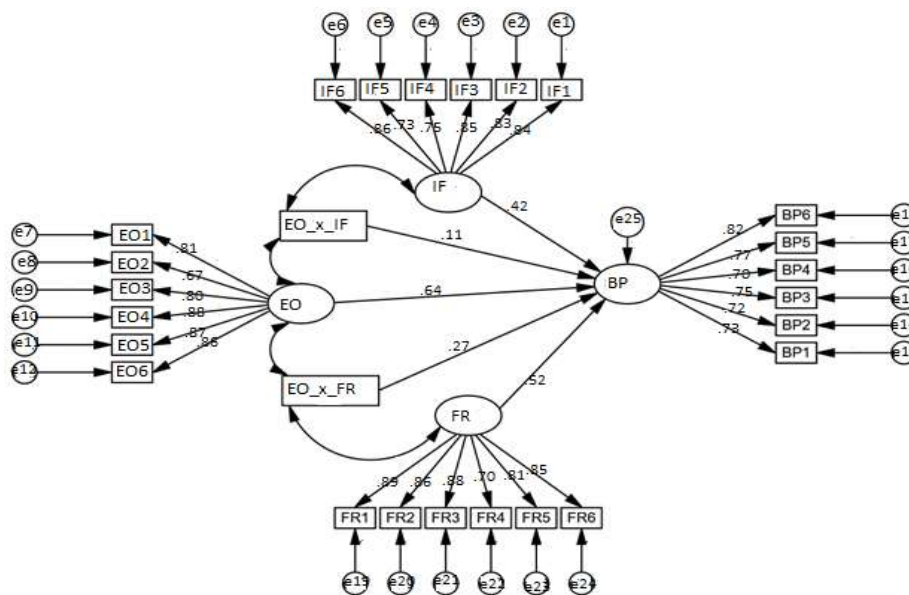 e6 e5 e4 e3 e2 e1
IF6 IF5 IF4 IF3 IF2 IF1
.86 .73 .75 .85 .83 .84
IF
.42
EO_x_IF
.11
e25
BP
e7 EO1 .81
e8 EO2 .67
e9 EO3 .80
e10 EO4 .88
e11 EO5 .87
e12 EO6 .86
EO
.64
BP6 .82
BP5 .77
BP4
BP3 .75
BP2 .72
BP1 .73
EO_x_FR
.27
.52
FR
.89 .86 .88 .70 .81 .85
FR1 FR2 FR3 FR4 FR5 FR6
e19 e20 e21 e22 e23 e24